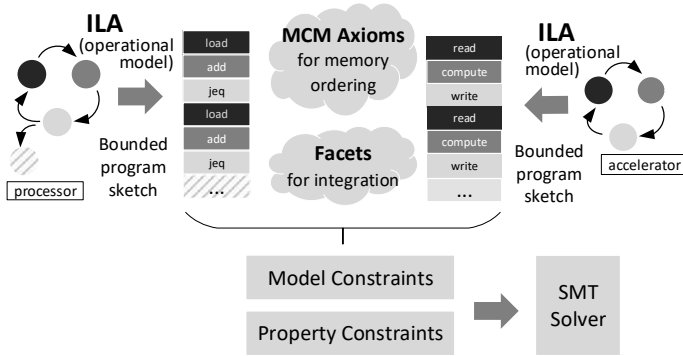 ILA
(operational
model)
processor
Bounded
program
sketch
load
add
jeq
load
add
jeq
...
MCM Axioms
for memory
ordering
Facets
for integration
read
compute
write
read
compute
write
...
ILA
(operational
model)
accelerator
Bounded
program
sketch
Model Constraints
Property Constraints
SMT
Solver